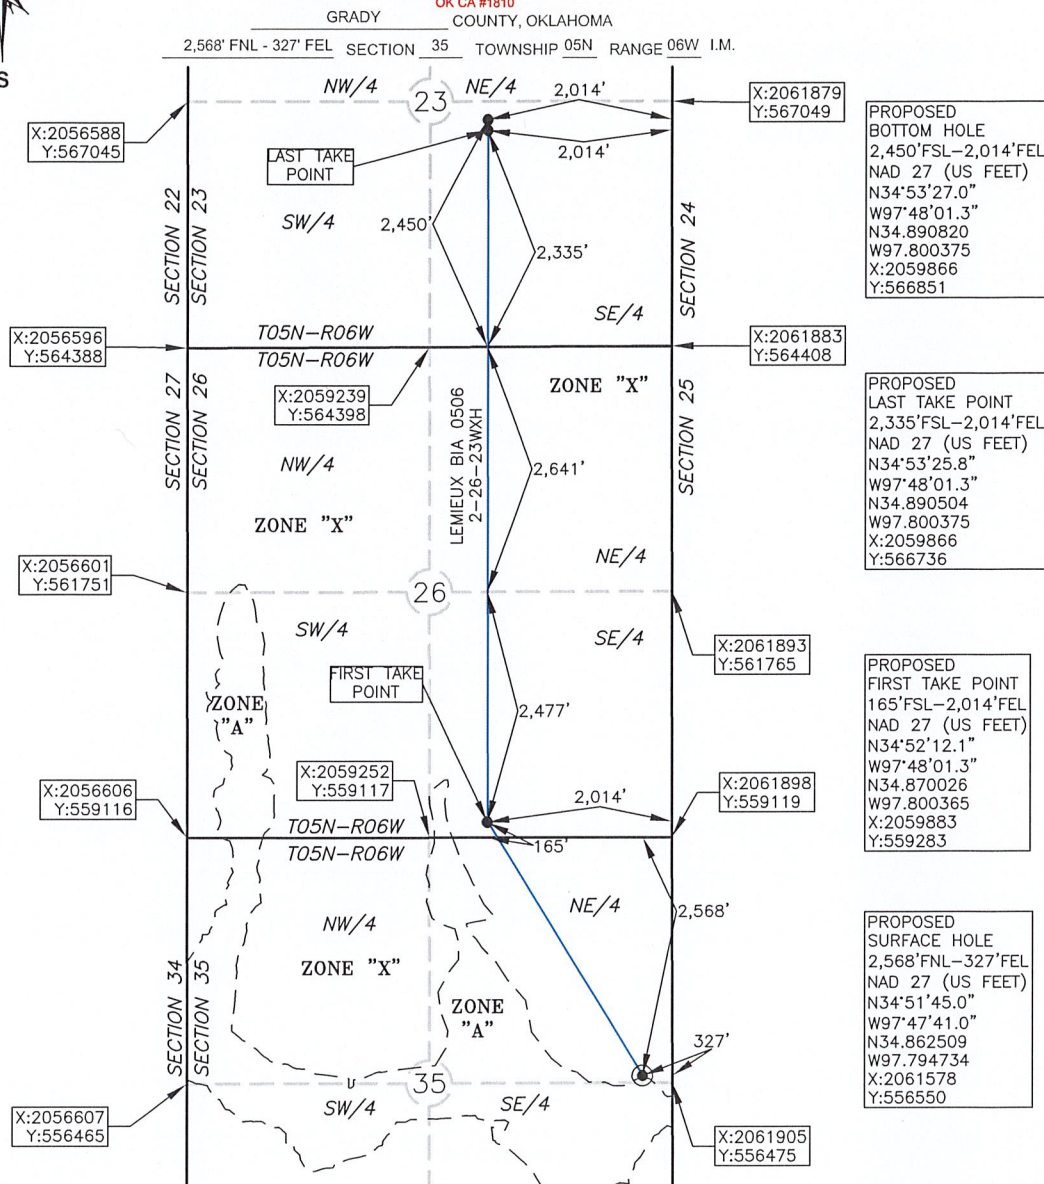 OK CA #1810
GRADY COUNTY, OKLAHOMA
2,568' FNL - 327' FEL SECTION 35 TOWNSHIP 05N RANGE 06W I.M.
S
NW/4
23
NE/4
2,014'
X:2061879
Y:567049
X:2056588
Y:567045
LAST TAKE
POINT
2,014'
PROPOSED
BOTTOM HOLE
2,450'FSL-2,014'FEL
NAD 27 (US FEET)
N34°53'27.0"
W97°48'01.3"
N34.890820
W97.800375
X:2059866
Y:566851
SECTION 22
SECTION 23
SW/4
2,450'
2,335'
SECTION 24
SE/4
X:2056596
Y:564388
T05N-R06W
T05N-R06W
X:2061883
Y:564408
X:2059239
Y:564398
ZONE "X"
SECTION 27
SECTION 26
NW/4
LEMIEUX BIA 0506
2-26-23WXH
2,641'
SECTION 25
PROPOSED
LAST TAKE POINT
2,335'FSL-2,014'FEL
NAD 27 (US FEET)
N34°53'25.8"
W97°48'01.3"
N34.890504
W97.800375
X:2059866
Y:566736
ZONE "X"
NE/4
X:2056601
Y:561751
26
SW/4
SE/4
X:2061893
Y:561765
FIRST TAKE
POINT
ZONE
"A"
2,477'
PROPOSED
FIRST TAKE POINT
165'FSL-2,014'FEL
NAD 27 (US FEET)
N34°52'12.1"
W97°48'01.3"
N34.870026
W97.800365
X:2059883
Y:559283
X:2056606
Y:559116
X:2059252
Y:559117
2,014'
X:2061898
Y:559119
T05N-R06W
T05N-R06W
165'
NW/4
NE/4
2,568'
ZONE "X"
SECTION 34
SECTION 35
ZONE
"A"
327'
PROPOSED
SURFACE HOLE
2,568'FNL-327'FEL
NAD 27 (US FEET)
N34°51'45.0"
W97°47'41.0"
N34.862509
W97.794734
X:2061578
Y:556550
35
SW/4
SE/4
X:2056607
Y:556465
X:2061905
Y:556475